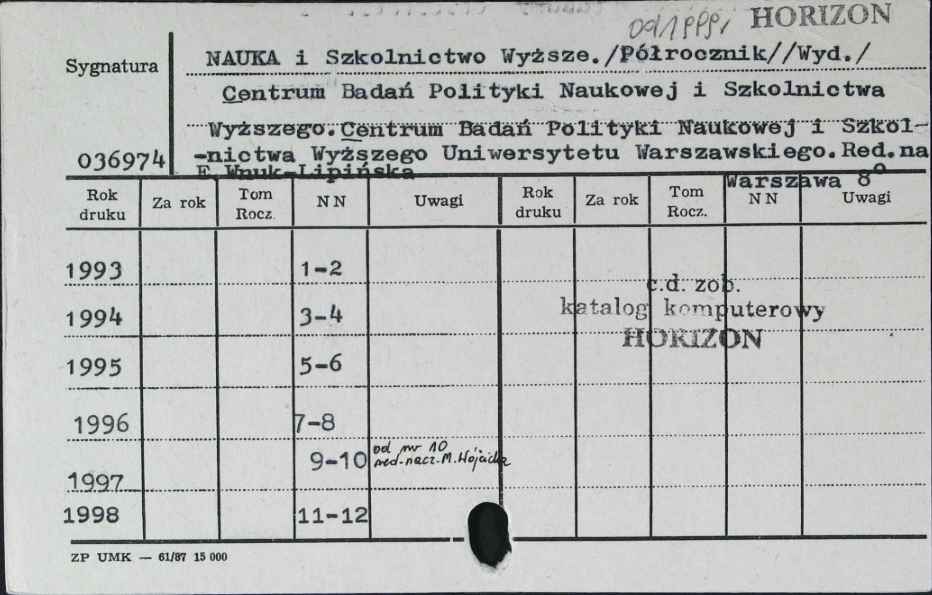 od 1999r HORIZON
Sygnatura
NAUKA i Szkolnictwo Wyższe./Półrocznik//Wyd./
Centrum Badań Polityki Naukowej i Szkolnictwa
Wyższego.Centrum Badań Polityki Naukowej i Szkol-
036974 -nictwa Wyższego Uniwersytetu Warszawskiego.Red.na
E.Wnuk-Lipińska
Warszawa 8°
Rok druku Za rok Tom Rocz. NN Uwagi Rok druku Za rok Tom Rocz. NN Uwagi
1993 1-2
c.d. zob.
1994 3-4 katalog komputerowy
HORIZON
1995 5-6
1996 7-8
od nr 10
9-10 red.nacz.M.Wójcicka
1997
1998 11-12
ZP UMK — 61/87 15 000